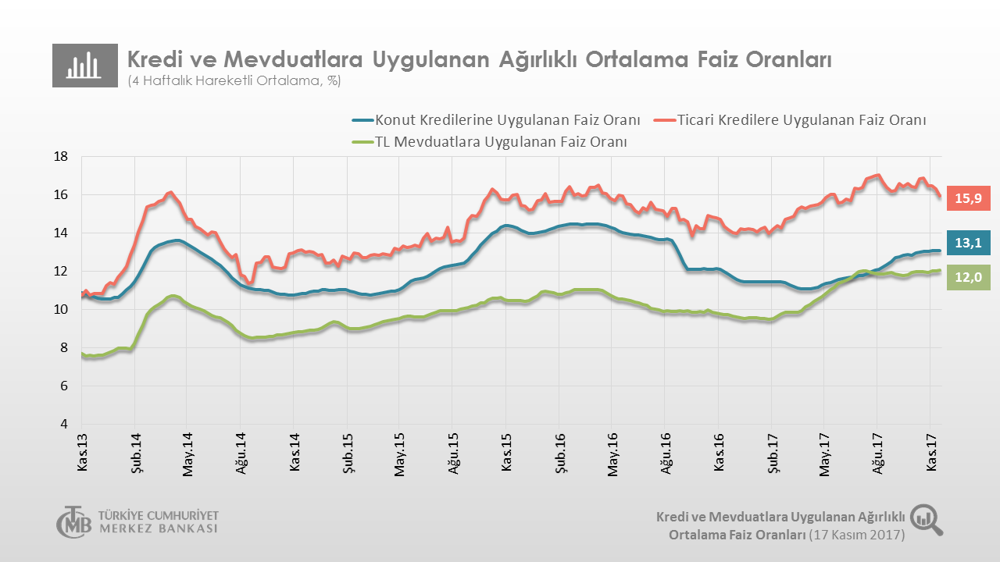 Kredi ve Mevduatlara Uygulanan Ağırlıklı Ortalama Faiz Oranları
(4 Haftalık Hareketli Ortalama, %)
Konut Kredilerine Uygulanan Faiz Oranı
Ticari Kredilere Uygulanan Faiz Oranı
TL Mevduatlara Uygulanan Faiz Oranı
18
16
14
12
10
8
6
4
15,9
13,1
12,0
Kas.13
Şub.14
May.14
Ağu.14
Kas.14
Şub.15
May.15
Ağu.15
Kas.15
Şub.16
May.16
Ağu.16
Kas.16
Şub.17
May.17
Ağu.17
Kas.17
TCMB
TÜRKİYE CUMHURİYET
MERKEZ BANKASI
Kredi ve Mevduatlara Uygulanan Ağırlıklı
Ortalama Faiz Oranları (17 Kasım 2017)